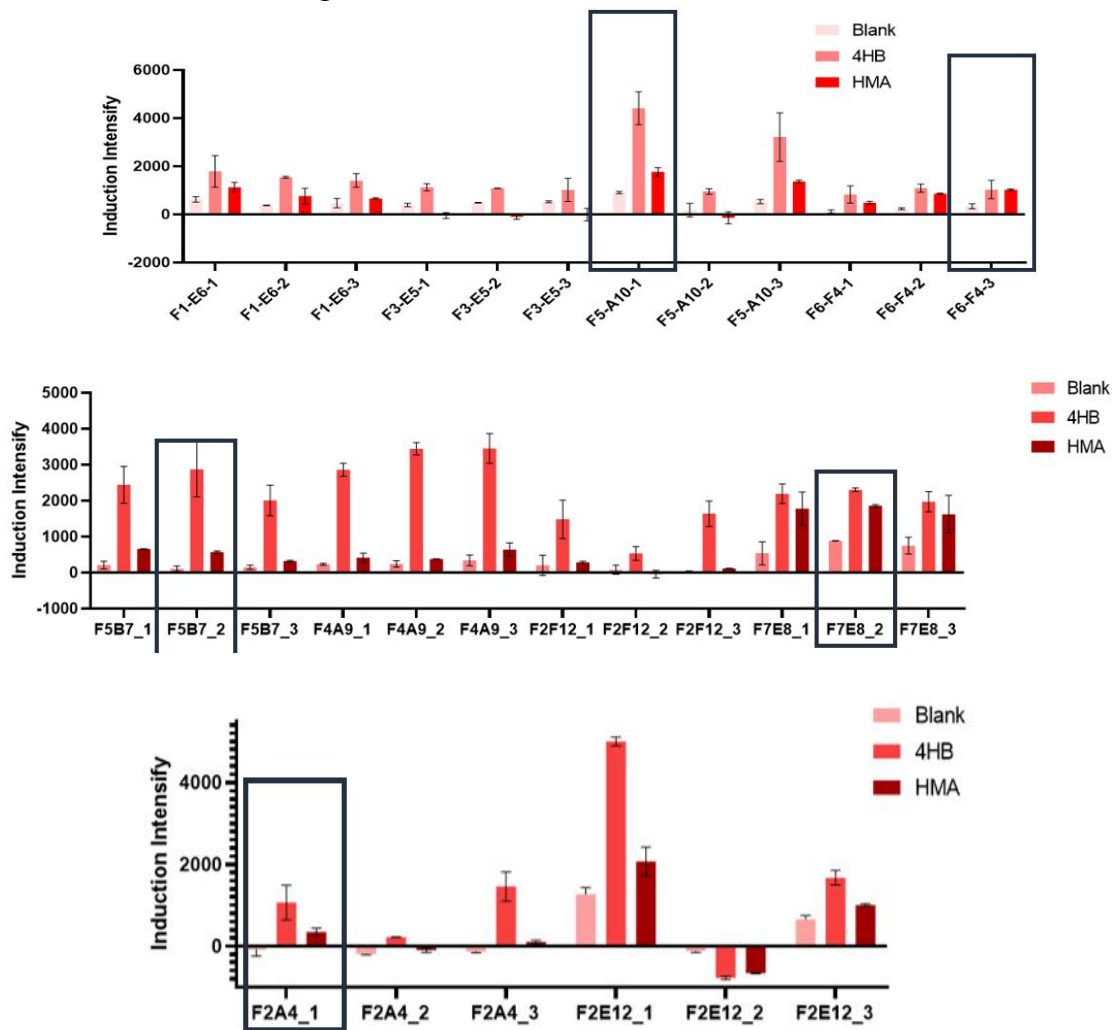 Blank
4HB
HMA
Induction Intensify
6000
4000
2000
0
-2000
F1-E6-1
F1-E6-2
F1-E6-3
F3-E5-1
F3-E5-2
F3-E5-3
F5-A10-1
F5-A10-2
F5-A10-3
F6-F4-1
F6-F4-2
F6-F4-3
Blank
4HB
HMA
Induction Intensify
5000
4000
3000
2000
1000
0
-1000
F5B7_1 F5B7_2 F5B7_3 F4A9_1 F4A9_2 F4A9_3 F2F12_1 F2F12_2 F2F12_3 F7E8_1 F7E8_2 F7E8_3
Blank
4HB
HMA
Induction Intensify
4000
2000
0
F2A4_1 F2A4_2 F2A4_3 F2E12_1 F2E12_2 F2E12_3